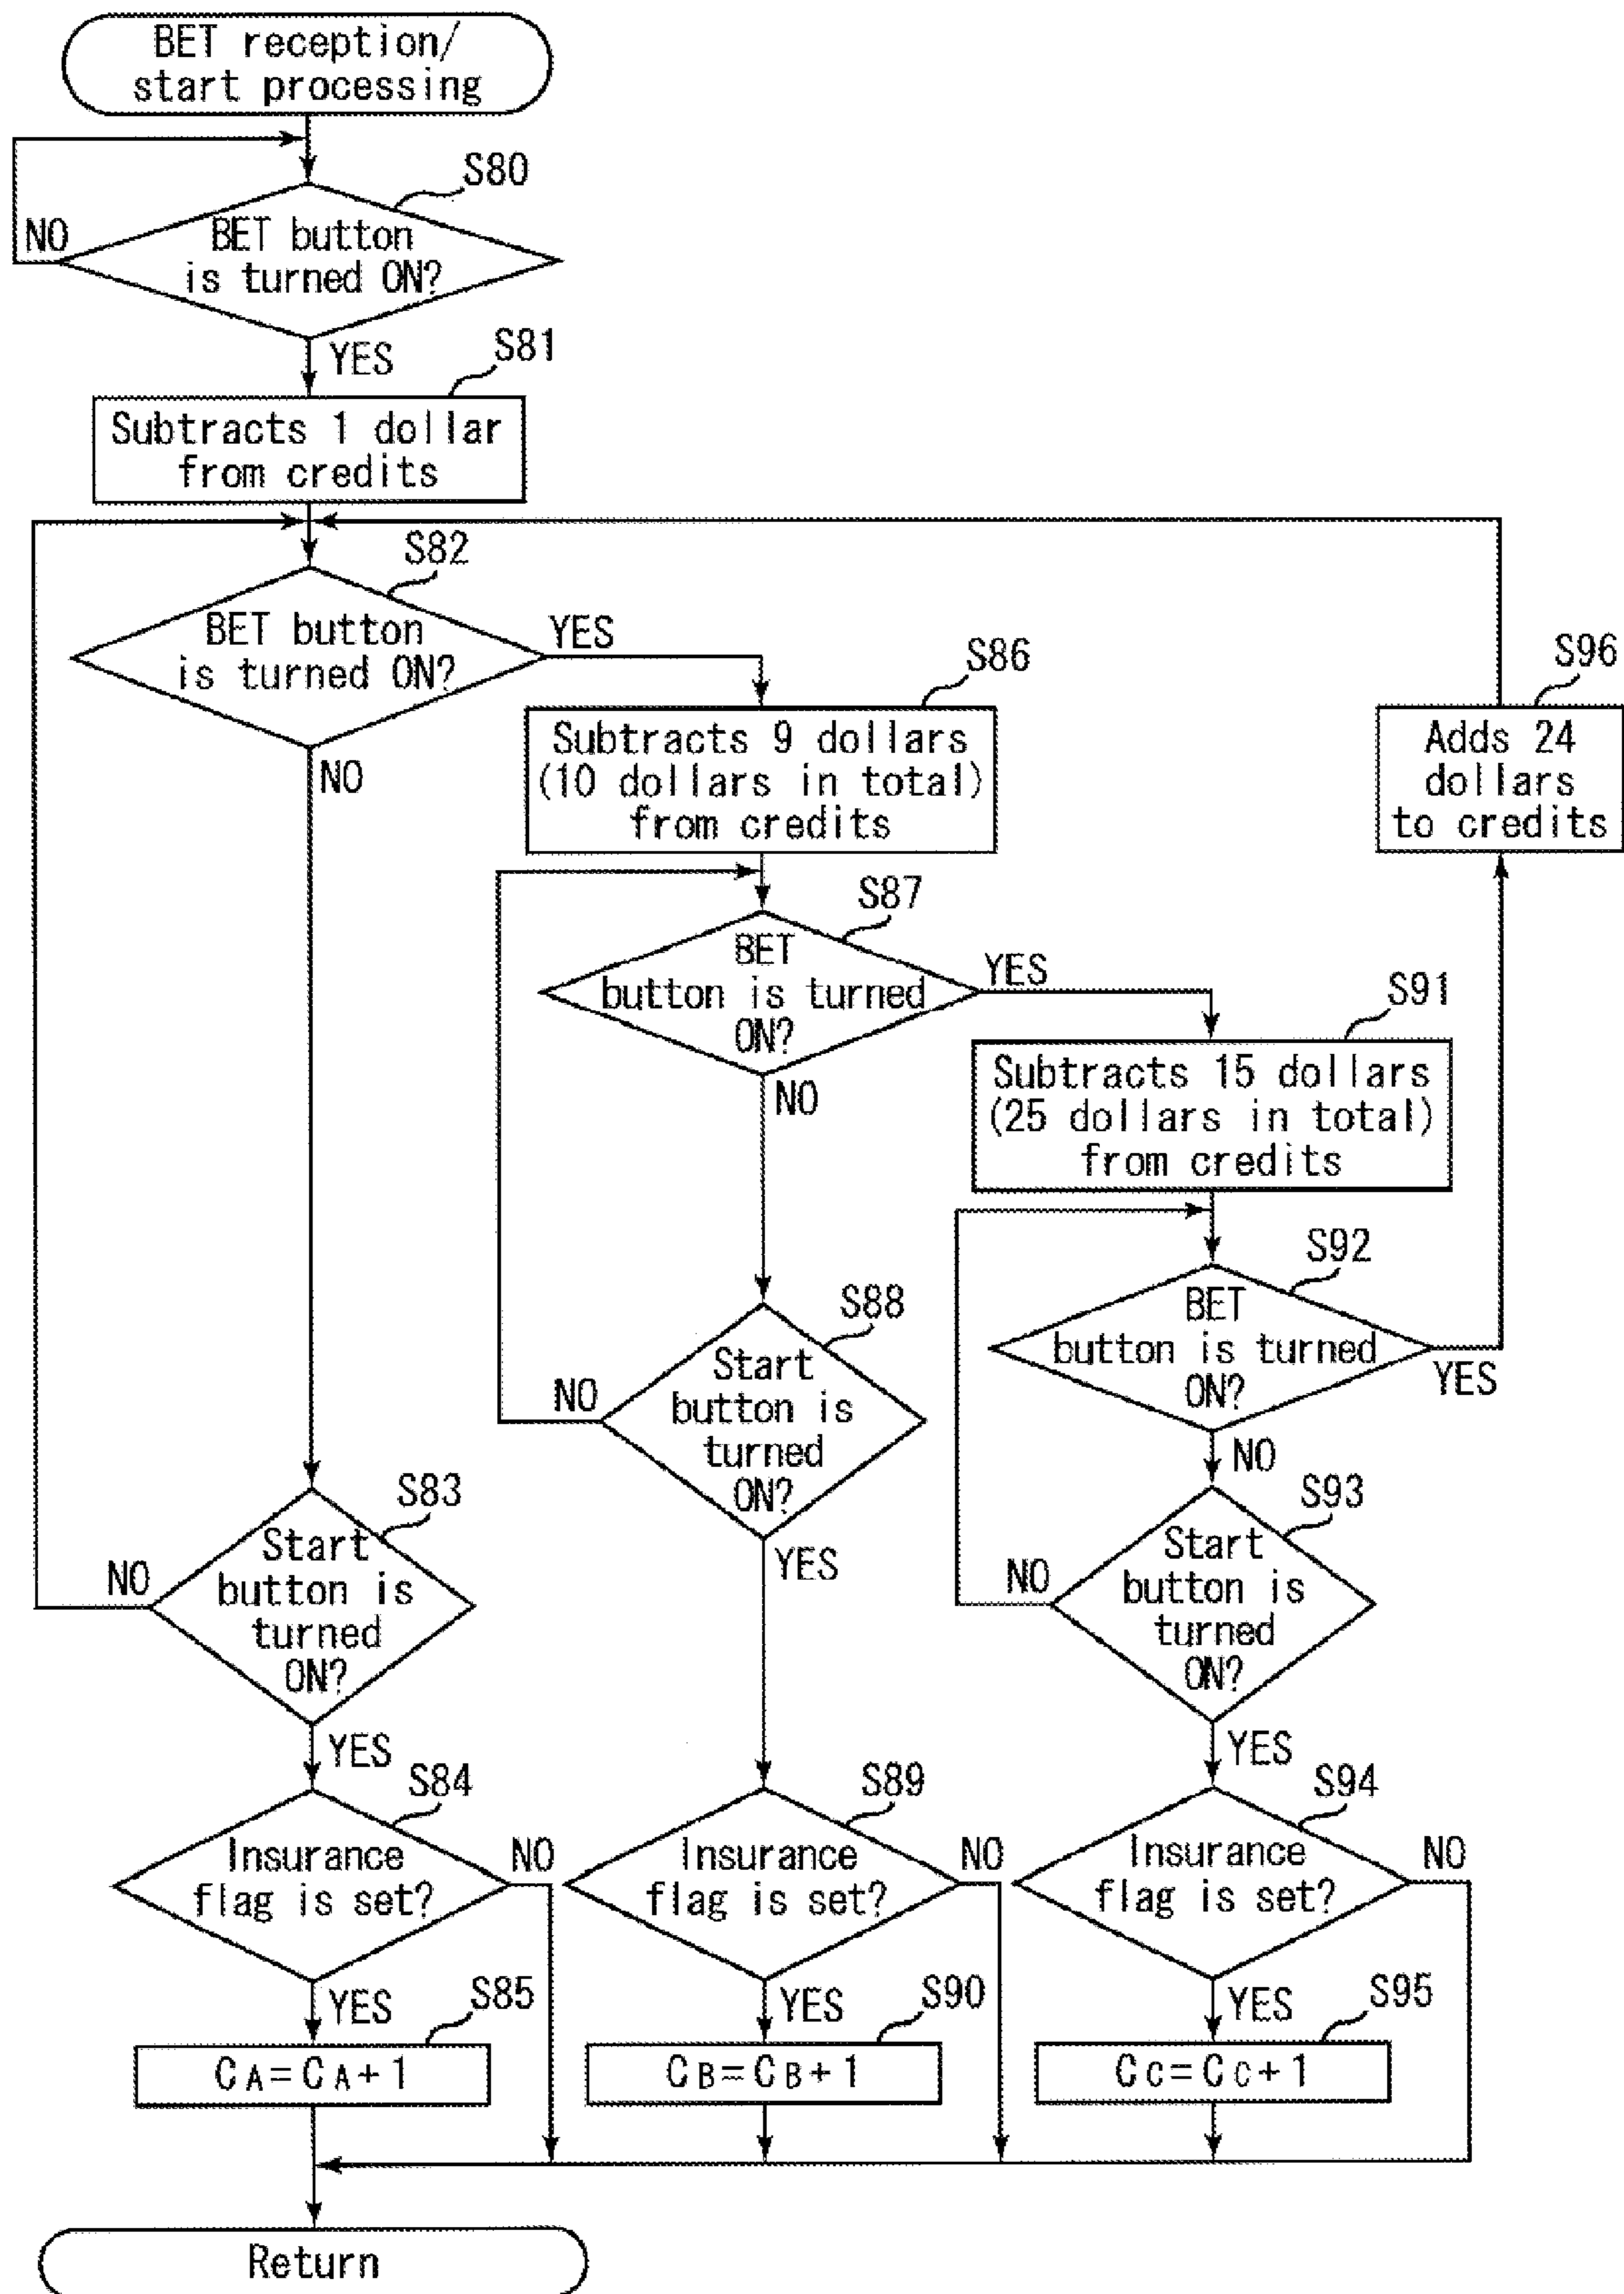 BET reception/
start processing
S80
NO
BET button
is turned ON?
YES
S81
Subtracts 1 dollar
from credits
S82
BET button
is turned ON?
YES
NO
S86
Subtracts 9 dollars
(10 dollars in total)
from credits
S96
Adds 24
dollars
to credits
S87
BET
button is turned
ON?
YES
NO
S91
Subtracts 15 dollars
(25 dollars in total)
from credits
S92
BET
button is turned
ON?
YES
NO
S88
Start
button is
turned
ON?
NO
YES
S83
Start
button is
turned
ON?
NO
YES
S93
Start
button is
turned
ON?
NO
YES
S84
Insurance
flag is set?
NO
YES
S89
Insurance
flag is set?
NO
YES
S94
Insurance
flag is set?
NO
YES
S85
CA=CA+1
S90
CB=CB+1
S95
CC=CC+1
Return